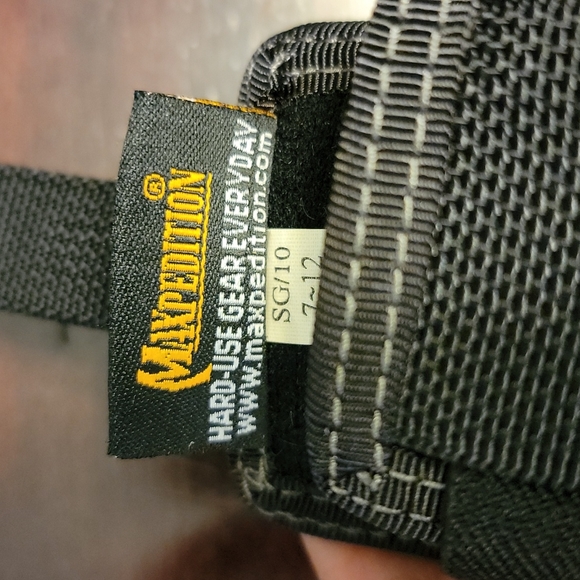 MAXPEDITION®
HARD-USE GEAR EVERYDAY
www.maxpedition.com
SG/10
7~12